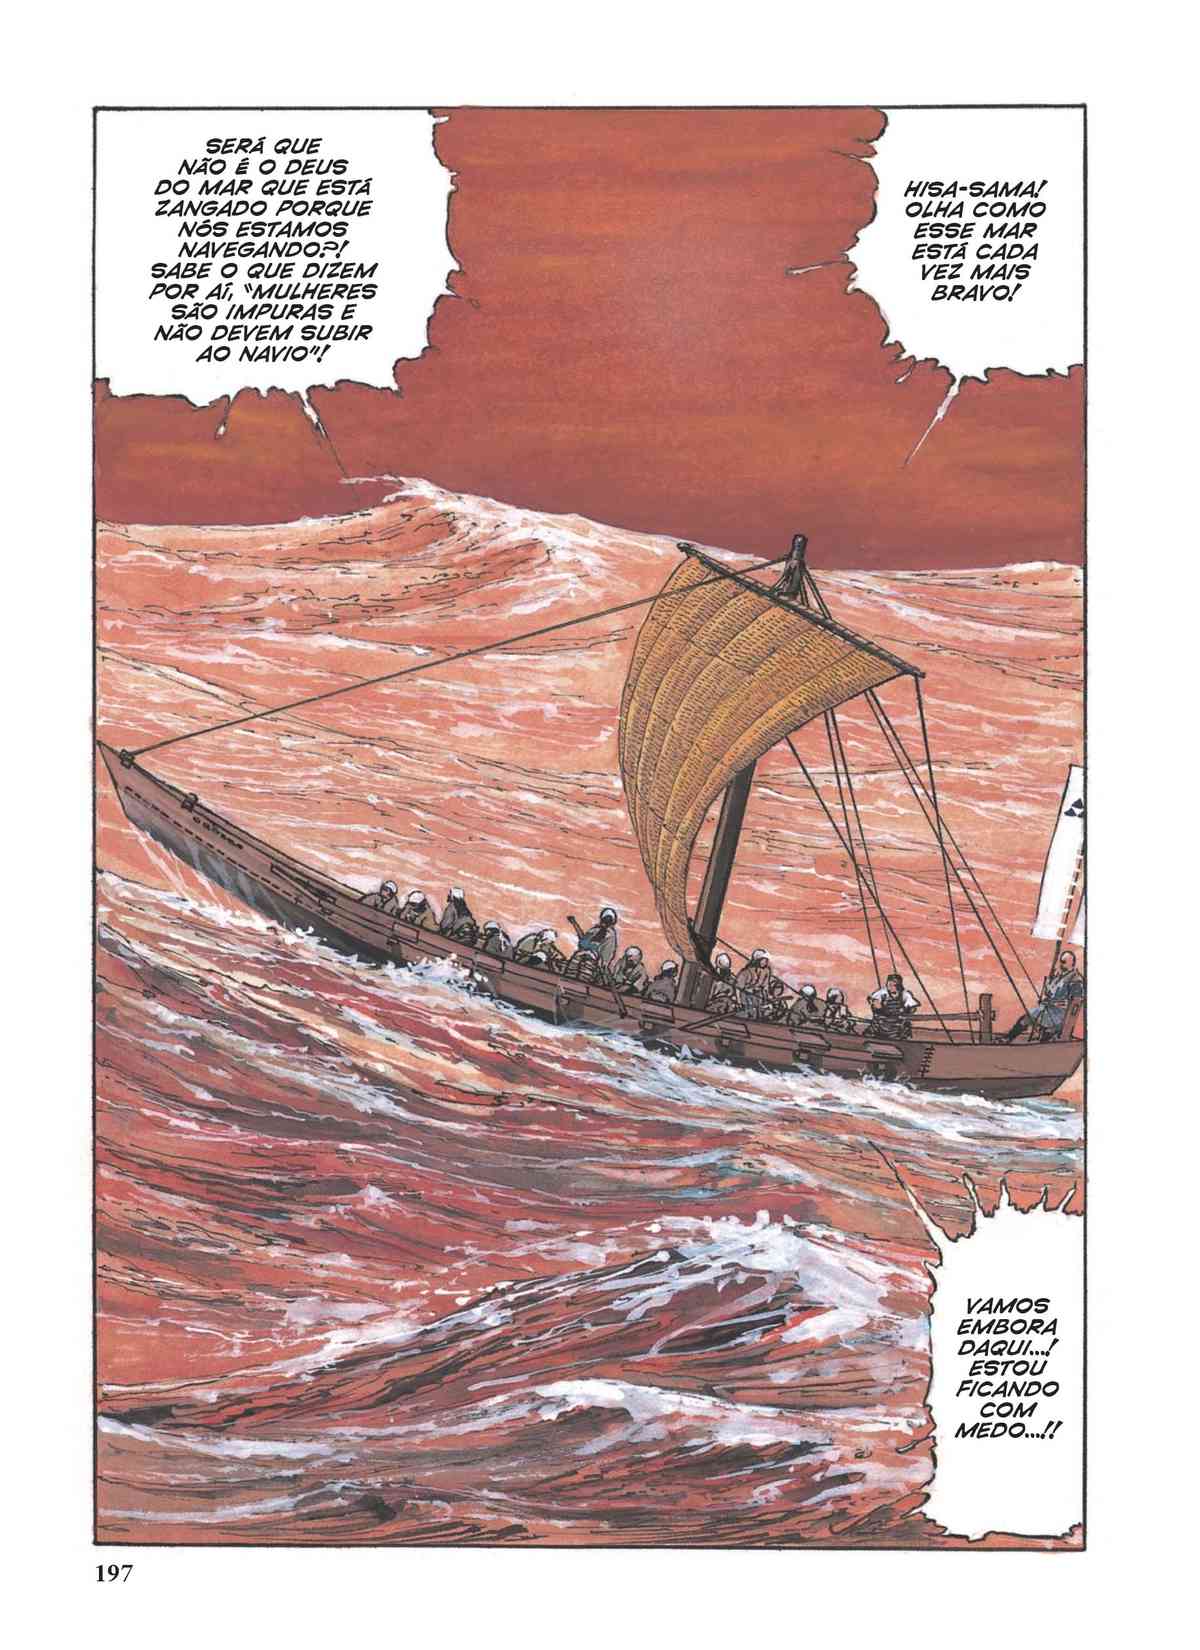 HISA-SAMA!
OLHA COMO
ESSE MAR
ESTÁ CADA
VEZ MAIS
BRAVO!
SERÁ QUE
NÃO É O DEUS
DO MAR QUE ESTÁ
ZANGADO PORQUE
NÓS ESTAMOS
NAVEGANDO?!
SABE O QUE DIZEM
POR AÍ, "MULHERES
SÃO IMPURAS E
NÃO DEVEM SUBIR
AO NAVIO"!
VAMOS
EMBORA
DAQUI...!
ESTOU
FICANDO
COM
MEDO...!!
197